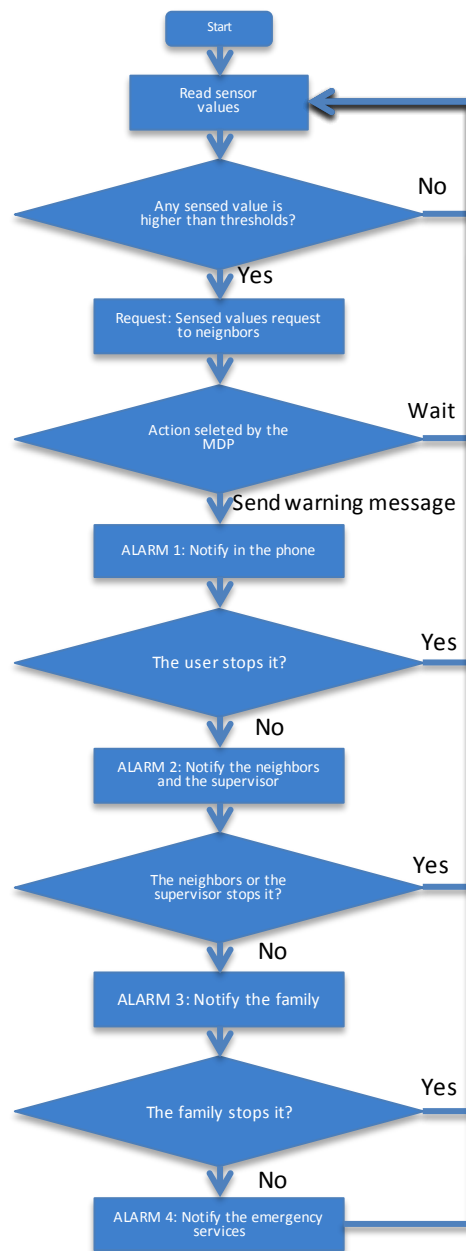 Start
Read sensor
values
Any sensed value is
higher than thresholds?
No
Yes
Request: Sensed values request
to neignbors
Action seleted by the
MDP
Wait
Send warning message
ALARM 1: Notify in the phone
The user stops it?
Yes
No
ALARM 2: Notify the neighbors
and the supervisor
The neighbors or the
supervisor stops it?
Yes
No
ALARM 3: Notify the family
The family stops it?
Yes
No
ALARM 4: Notify the emergency
services